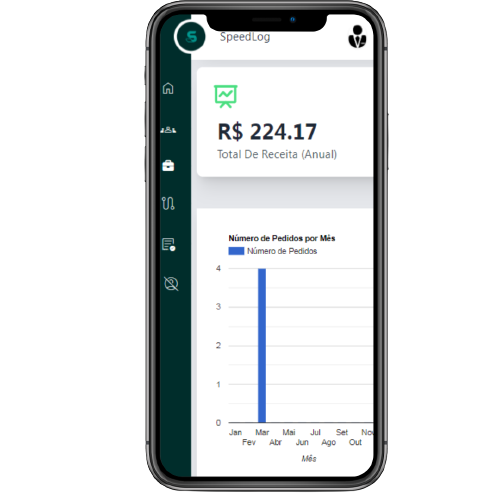 S
SpeedLog
R$ 224.17
Total De Receita (Anual)
Número de Pedidos por Mês
Número de Pedidos
4
3
2
1
0
Jan Mar Mai Jul Set Nov
Fev Abr Jun Ago Out
Mês